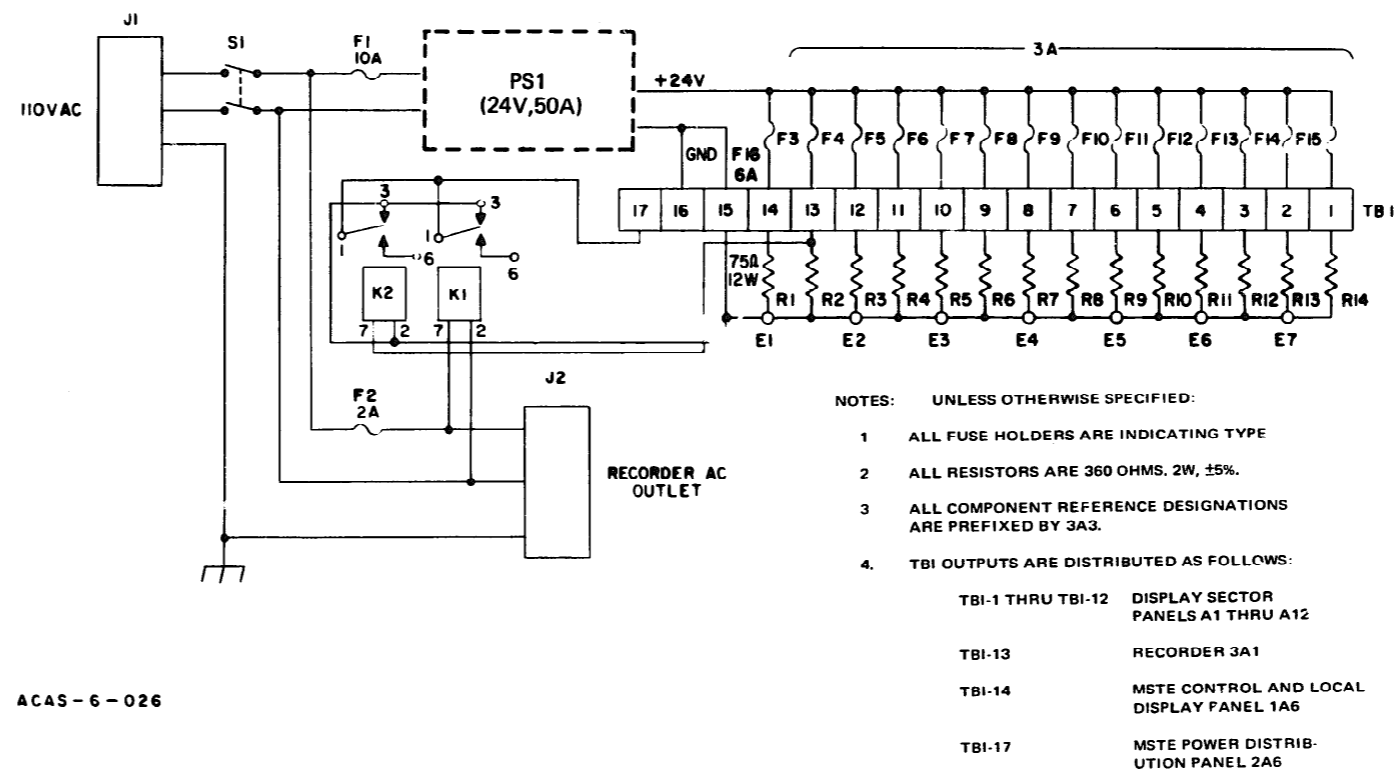 J1
S1
F1
10A
110VAC
PS1
(24V,50A)
+24V
3A
GND
F16
6A
F3
F4
F5
F6
F7
F8
F9
F10
F11
F12
F13
F14
F15
17 16 15 14 13 12 11 10 9 8 7 6 5 4 3 2 1
TB1
3
3
1
6
1
6
K2
K1
7 2
7 2
75Ω
12W
R1 R2 R3 R4 R5 R6 R7 R8 R9 R10 R11 R12 R13 R14
E1 E2 E3 E4 E5 E6 E7
F2
2A
J2
RECORDER AC
OUTLET
NOTES: UNLESS OTHERWISE SPECIFIED:
1 ALL FUSE HOLDERS ARE INDICATING TYPE
2 ALL RESISTORS ARE 360 OHMS. 2W, ±5%.
3 ALL COMPONENT REFERENCE DESIGNATIONS
ARE PREFIXED BY 3A3.
4. TBI OUTPUTS ARE DISTRIBUTED AS FOLLOWS:
TBI-1 THRU TBI-12 DISPLAY SECTOR
PANELS A1 THRU A12
TBI-13 RECORDER 3A1
TBI-14 MSTE CONTROL AND LOCAL
DISPLAY PANEL 1A6
TBI-17 MSTE POWER DISTRIB-
UTION PANEL 2A6
ACAS-6-026